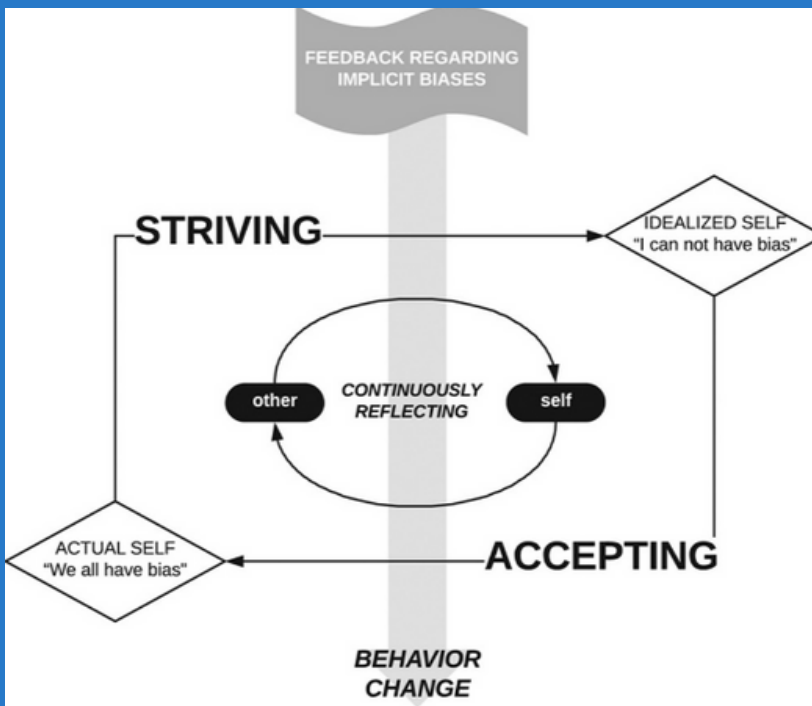 FEEDBACK REGARDING
IMPLICIT BIASES
STRIVING
IDEALIZED SELF
"I can not have bias"
other
CONTINUOUSLY
REFLECTING
self
ACTUAL SELF
“We all have bias”
ACCEPTING
BEHAVIOR
CHANGE